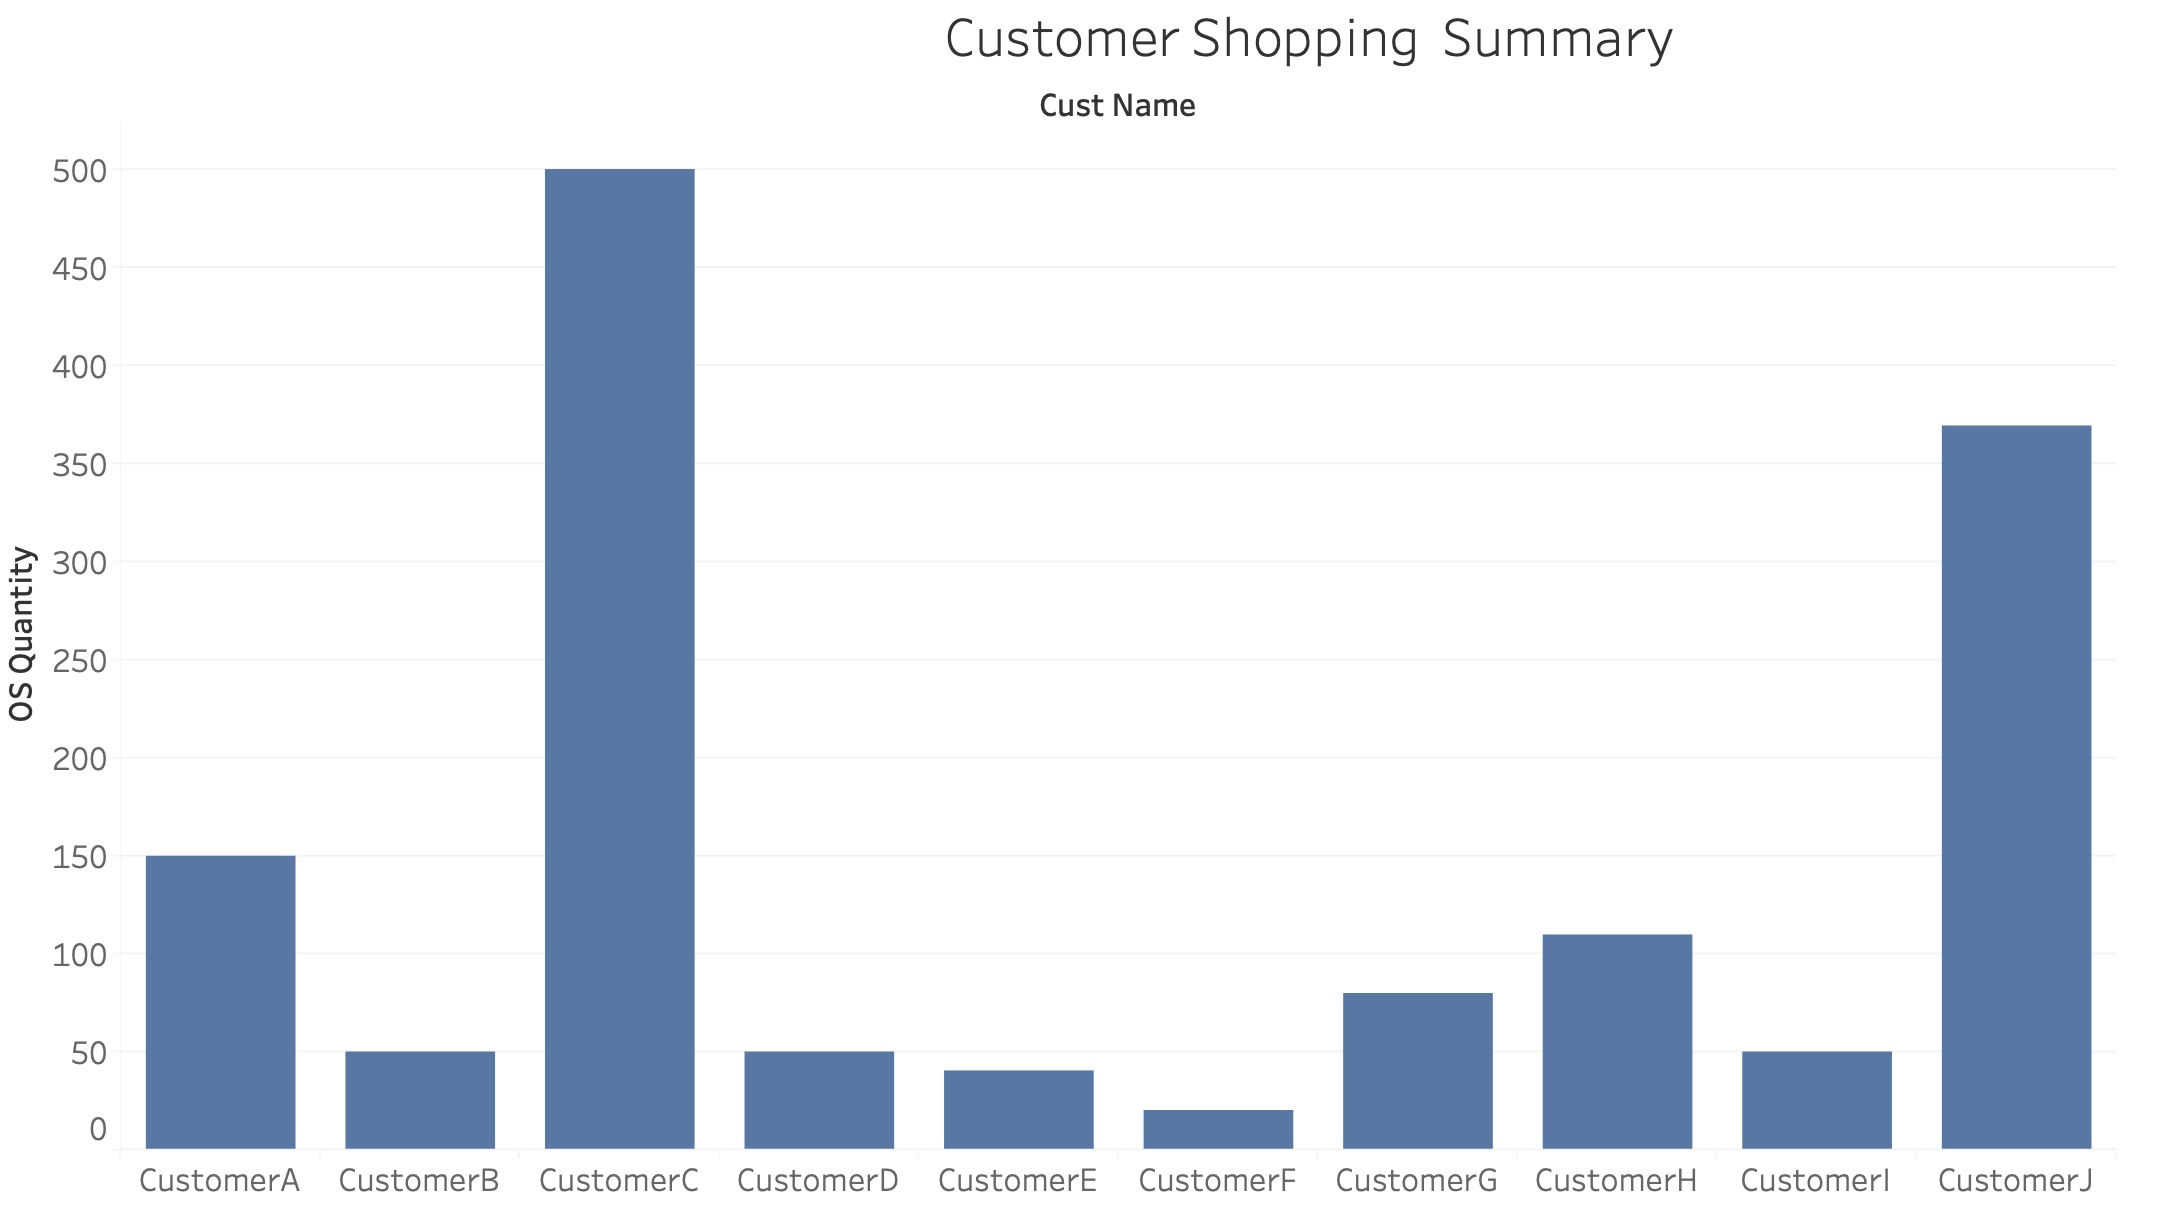 Customer Shopping  Summary
Cust Name
OS Quantity
500
450
400
350
300
250
200
150
100
50
0
CustomerA CustomerB CustomerC CustomerD CustomerE CustomerF CustomerG CustomerH CustomerI CustomerJ